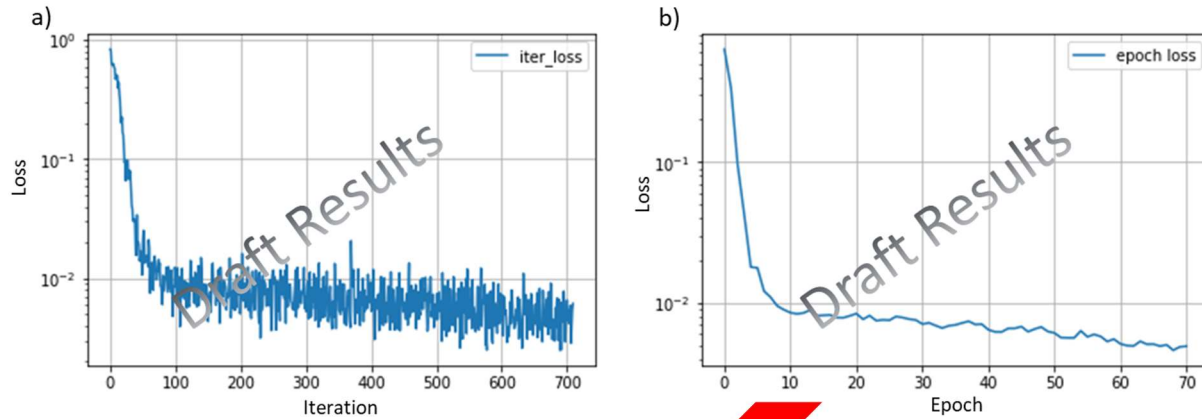 a)
iter_loss
10⁰
10⁻¹
10⁻²
Loss
0 100 200 300 400 500 600 700
Iteration
Draft Results
b)
epoch loss
10⁻¹
10⁻²
Loss
0 10 20 30 40 50 60 70
Epoch
Draft Results